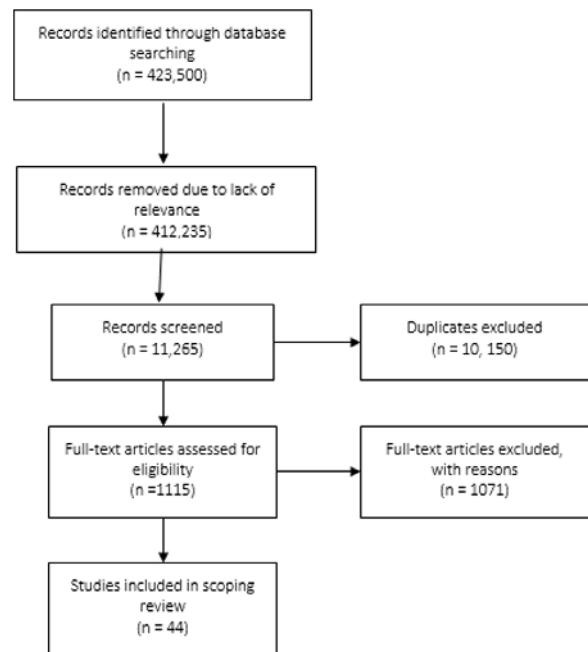 Records identified through database
searching
(n = 423,500)
Records removed due to lack of
relevance
(n = 412,235)
Records screened
(n = 11,265)
Duplicates excluded
(n = 10, 150)
Full-text articles assessed for
eligibility
(n =1115)
Full-text articles excluded,
with reasons
(n = 1071)
Studies included in scoping
review
(n = 44)